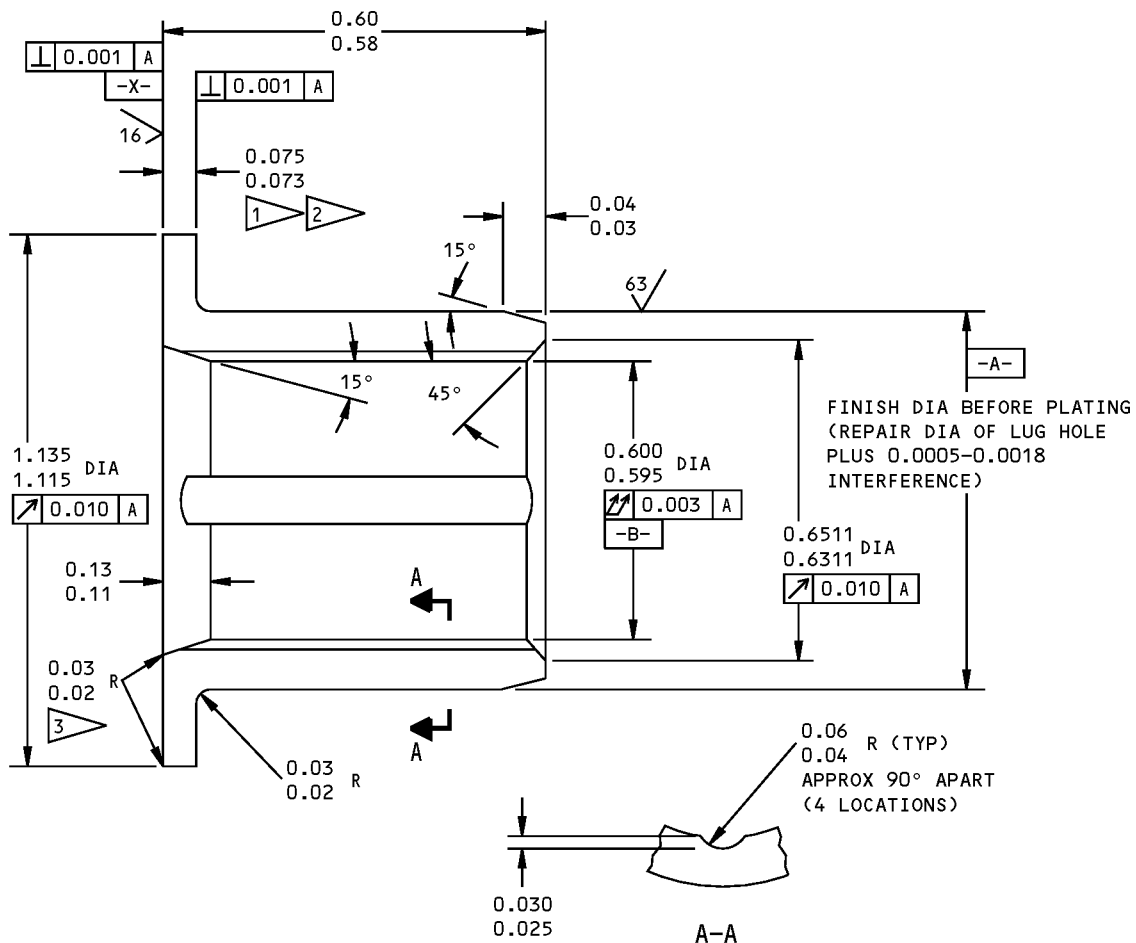 0.60
0.58
⊥ 0.001 A
-X-
⊥ 0.001 A
16
0.075
0.073
1
2
0.04
0.03
15°
63
-A-
15°
45°
FINISH DIA BEFORE PLATING
(REPAIR DIA OF LUG HOLE
PLUS 0.0005-0.0018
INTERFERENCE)
1.135
1.115 DIA
0.010 A
0.600
0.595 DIA
0.003 A
-B-
0.6511
0.6311 DIA
0.010 A
0.13
0.11
A
0.03
0.02 R
3
A
0.03
0.02 R
0.06
0.04 R (TYP)
APPROX 90° APART
(4 LOCATIONS)
0.030
0.025
A-A